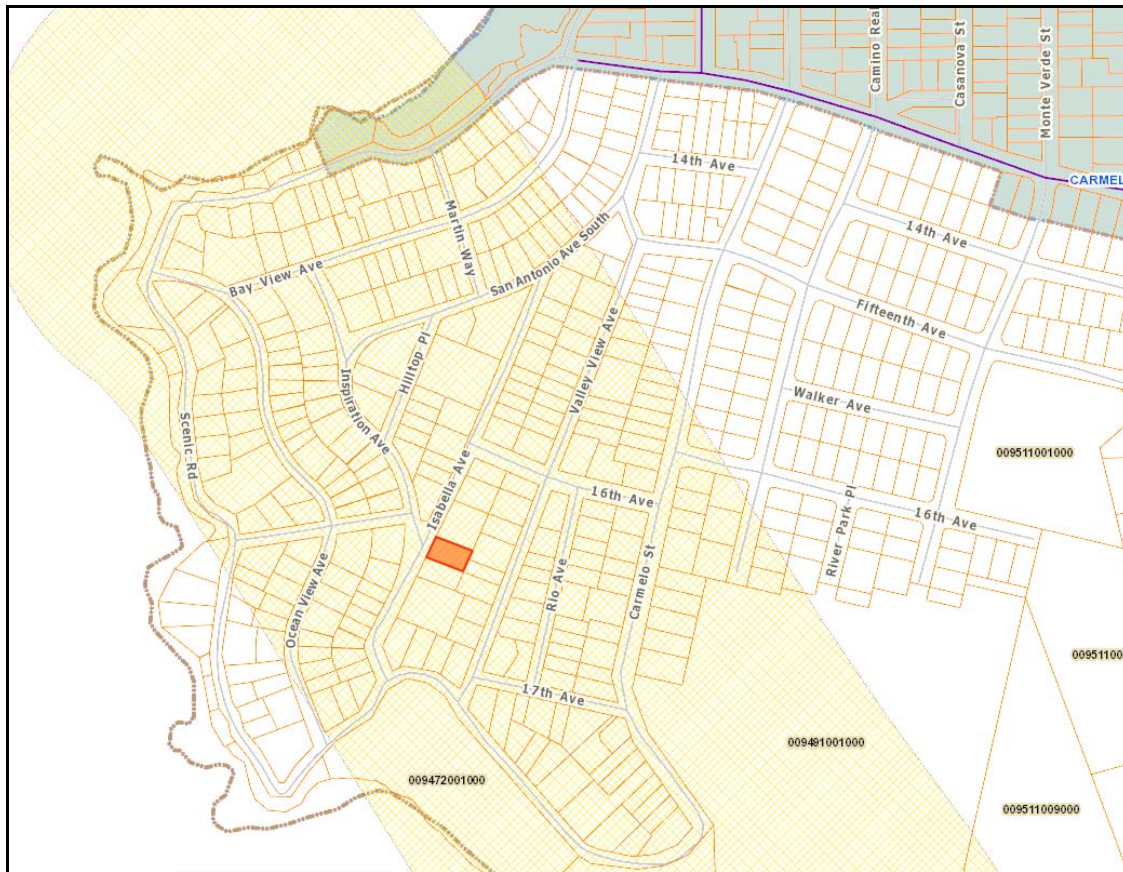 Camino Rea
Casanova St
Monte Verde St
CARMEL
14th Ave
14th Ave
Martin Way
San Antonio Ave South
Bay View Ave
Fifteenth Ave
Hilltop Pl
Valley View Ave
Inspiration Ave
Walker Ave
Scenic Rd
Isabella Ave
009511001000
16th Ave
16th Ave
River Park Pl
Rio Ave
Carmelo St
Ocean View Ave
00951100
17th Ave
009491001000
009472001000
009511009000